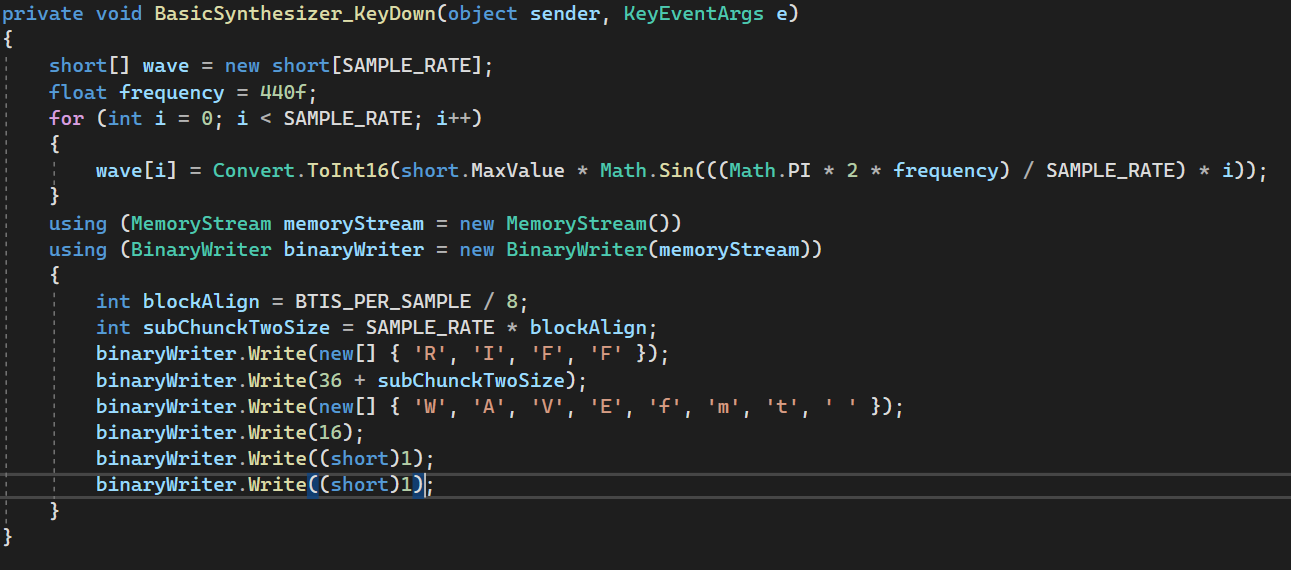 private void BasicSynthesizer_KeyDown(object sender, KeyEventArgs e)
{
    short[] wave = new short[SAMPLE_RATE];
    float frequency = 440f;
    for (int i = 0; i < SAMPLE_RATE; i++)
    {
        wave[i] = Convert.ToInt16(short.MaxValue * Math.Sin(((Math.PI * 2 * frequency) / SAMPLE_RATE) * i));
    }
    using (MemoryStream memoryStream = new MemoryStream())
    using (BinaryWriter binaryWriter = new BinaryWriter(memoryStream))
    {
        int blockAlign = BTIS_PER_SAMPLE / 8;
        int subChunckTwoSize = SAMPLE_RATE * blockAlign;
        binaryWriter.Write(new[] { 'R', 'I', 'F', 'F' });
        binaryWriter.Write(36 + subChunckTwoSize);
        binaryWriter.Write(new[] { 'W', 'A', 'V', 'E', 'f', 'm', 't', ' ' });
        binaryWriter.Write(16);
        binaryWriter.Write((short)1);
        binaryWriter.Write((short)1);
    }
}